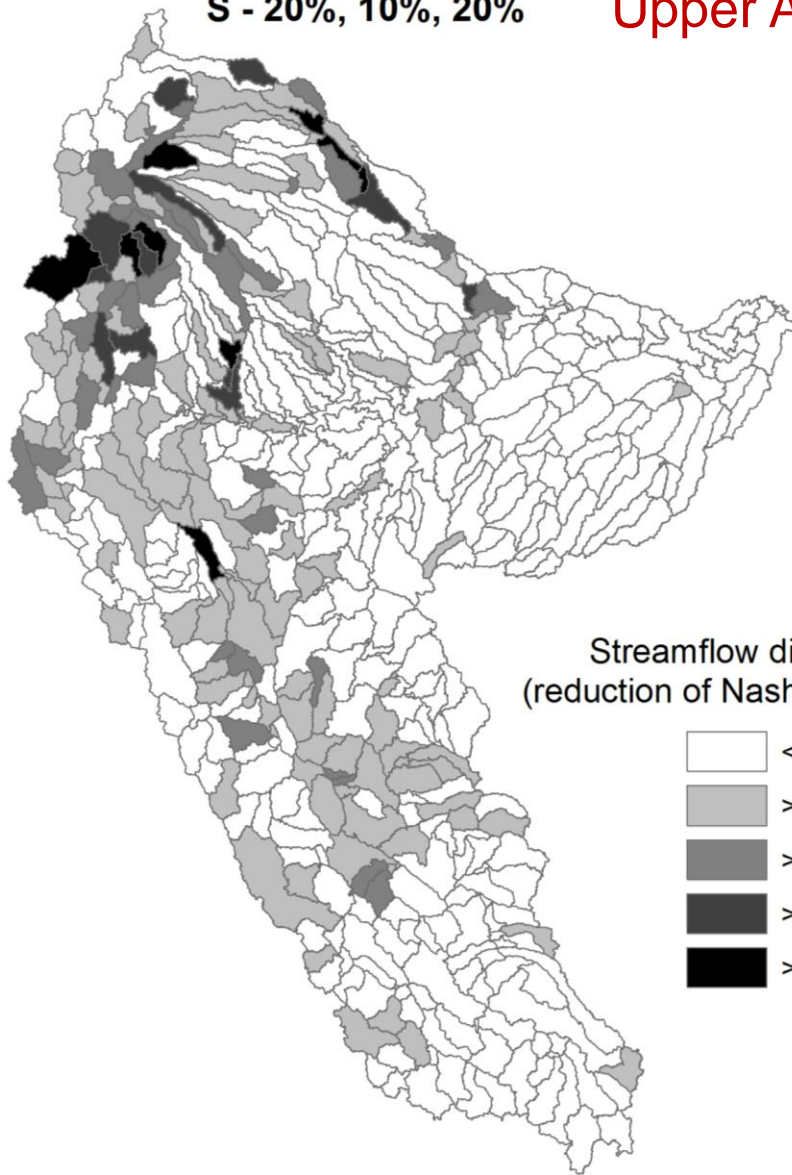 S - 20%, 10%, 20%
Upper A
Streamflow di
(reduction of Nash
<
>
>
>
>